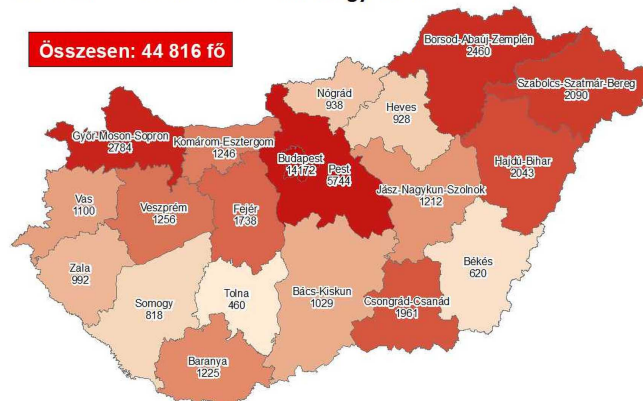 Összesen: 44 816 fő
Borsod-Abaúj-Zemplén
2460
Szabolcs-Szatmár-Bereg
2090
Nógrád
938
Heves
928
Győr-Moson-Sopron
2784
Komárom-Esztergom
1246
Budapest
14172
Pest
5744
Hajdú-Bihar
2043
Jász-Nagykun-Szolnok
1212
Vas
1100
Veszprém
1256
Fejér
1738
Zala
992
Somogy
818
Tolna
460
Bács-Kiskun
1029
Csongrád-Csanád
1961
Békés
620
Baranya
1225